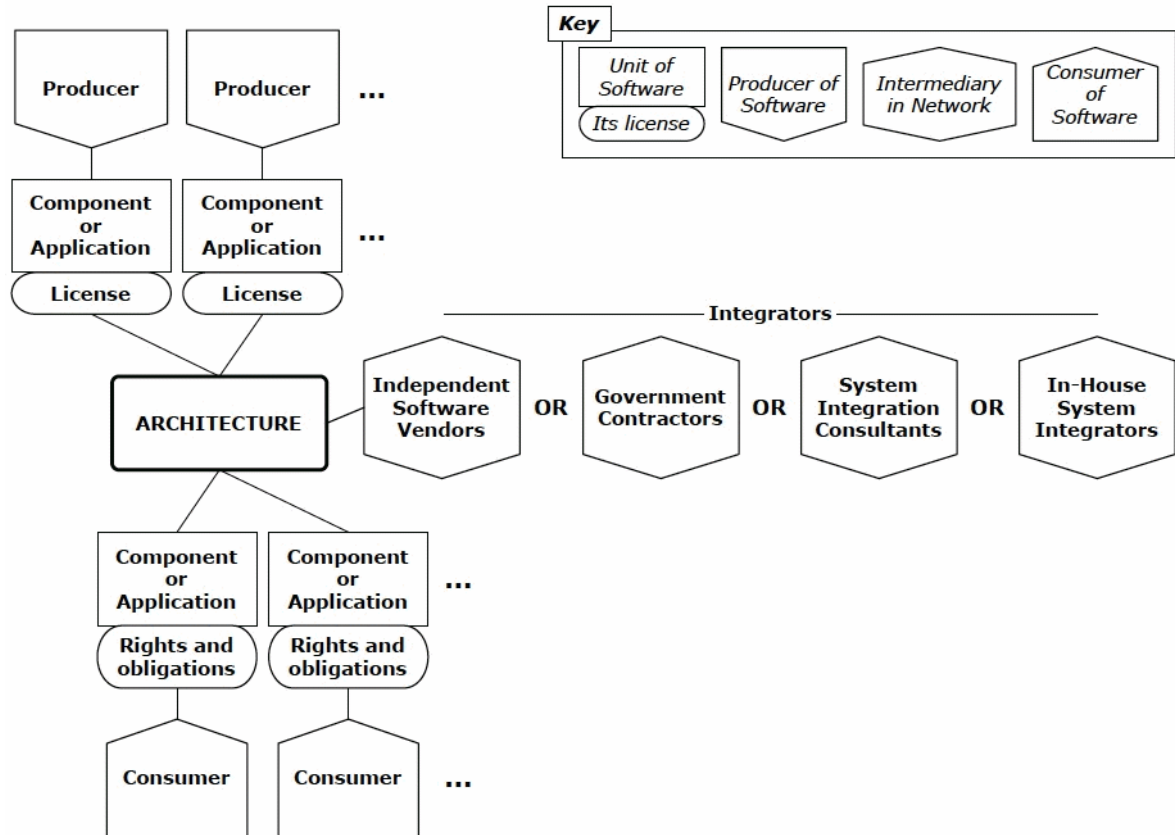 Key
Unit of
Software
Its license
Producer of
Software
Intermediary
in Network
Consumer
of
Software
Producer
Producer
...
Component
or
Application
Component
or
Application
...
License
License
Integrators
ARCHITECTURE
Independent
Software
Vendors
OR
Government
Contractors
OR
System
Integration
Consultants
OR
In-House
System
Integrators
Component
or
Application
Component
or
Application
...
Rights and
obligations
Rights and
obligations
Consumer
Consumer
...